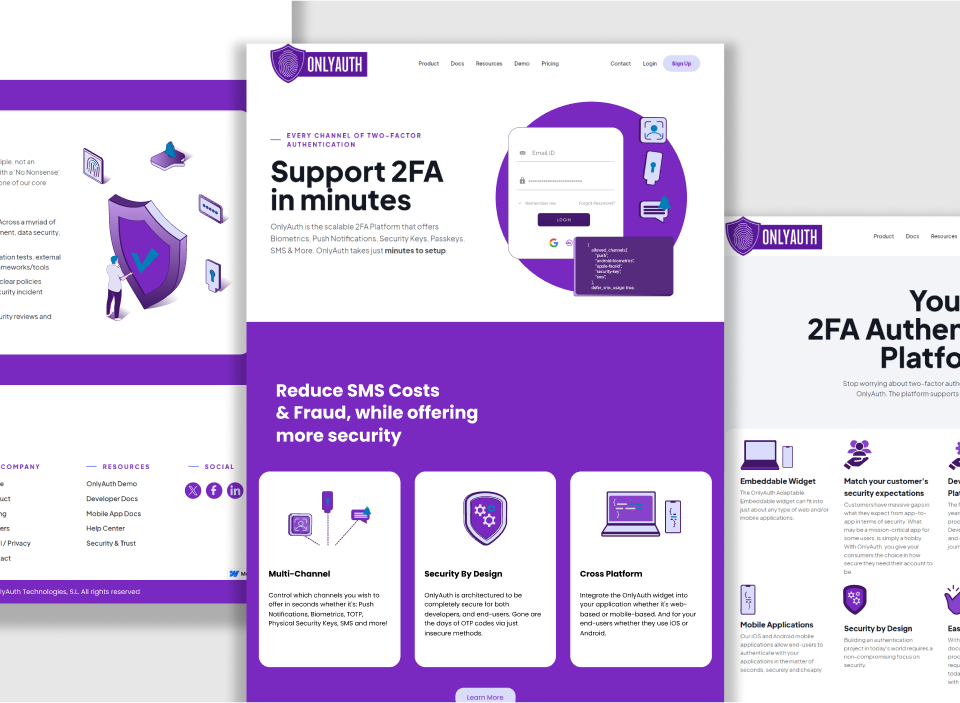 iple, not an
ith a 'No Nonsense'
one of our core
Across a myriad of
ment, data security,
ation tests, external
ameworks/tools
clear policies
curity incident
urity reviews and
COMPANY
RESOURCES
SOCIAL
OnlyAuth Demo
Developer Docs
Mobile App Docs
Help Center
Security & Trust
e
uct
ng
ers
l / Privacy
act
lyAuth Technologies, S.L. All rights reserved
ONLYAUTH
Product
Docs
Resources
Demo
Pricing
Contact
Login
Sign Up
EVERY CHANNEL OF TWO-FACTOR
AUTHENTICATION
Support 2FA
in minutes
OnlyAuth is the scalable 2FA Platform that offers
Biometrics, Push Notifications, Security Keys, Passkeys,
SMS & More. OnlyAuth takes just minutes to setup.
Email ID
Remember me
Forgot Password?
LOGIN
allowed_channels[
"push",
"android-biometric",
"apple-faceid",
"security-key",
"sms",
],
defer_sms_usage: true,
Reduce SMS Costs
& Fraud, while offering
more security
Multi-Channel
Control which channels you wish to
offer in seconds whether it's: Push
Notifications, Biometrics, TOTP,
Physical Security Keys, SMS and more!
Security By Design
OnlyAuth is architectured to be
completely secure for both
developers, and end-users. Gone are
the days of OTP codes via just
insecure methods.
Cross Platform
Integrate the OnlyAuth widget into
your application whether it's web-
based or mobile-based. And for your
end-users whether they use iOS or
Android.
Learn More
ONLYAUTH
Product
Docs
Resources
You
2FA Authen
Platfo
Stop worrying about two-factor authe
OnlyAuth. The platform supports
Embeddable Widget
The OnlyAuth Adaptable
Embeddable widget can fit into
just about any type of web and/or
mobile applications.
Match your customer's
security expectations
Customers have massive gaps in
what they expect from app-to-
app in terms of security. What
may be a mission-critical app for
some users, is simply a hobby.
With OnlyAuth, you give your
consumers the choice in how
secure they need their account to
be.
Mobile Applications
Our iOS and Android mobile
applications allow end-users to
authenticate with your
applications in the matter of
seconds, securely and cheaply
Security by Design
Building an authentication
project in today's world requires a
non-compromising focus on
security.